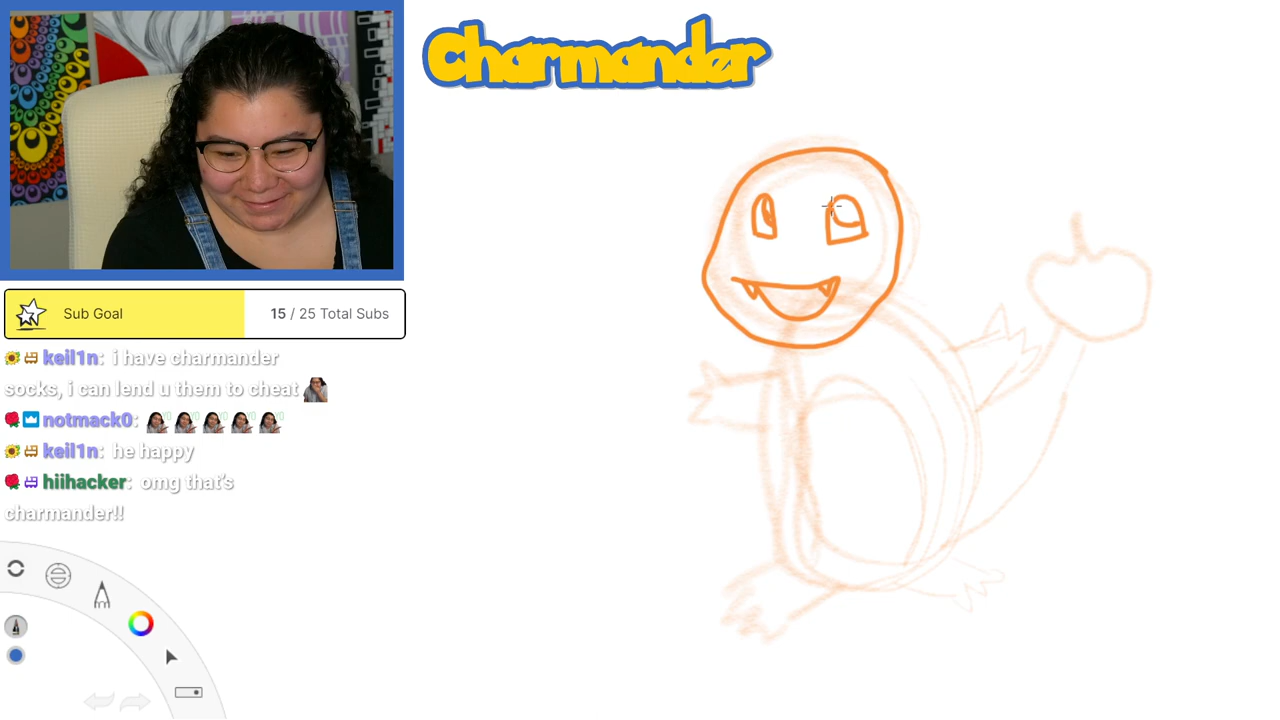 Charmander
Sub Goal 15 / 25 Total Subs
keil1n: i have charmander
socks, i can lend u them to cheat
notmack0:
keil1n: he happy
hiihacker: omg that's
charmander!!